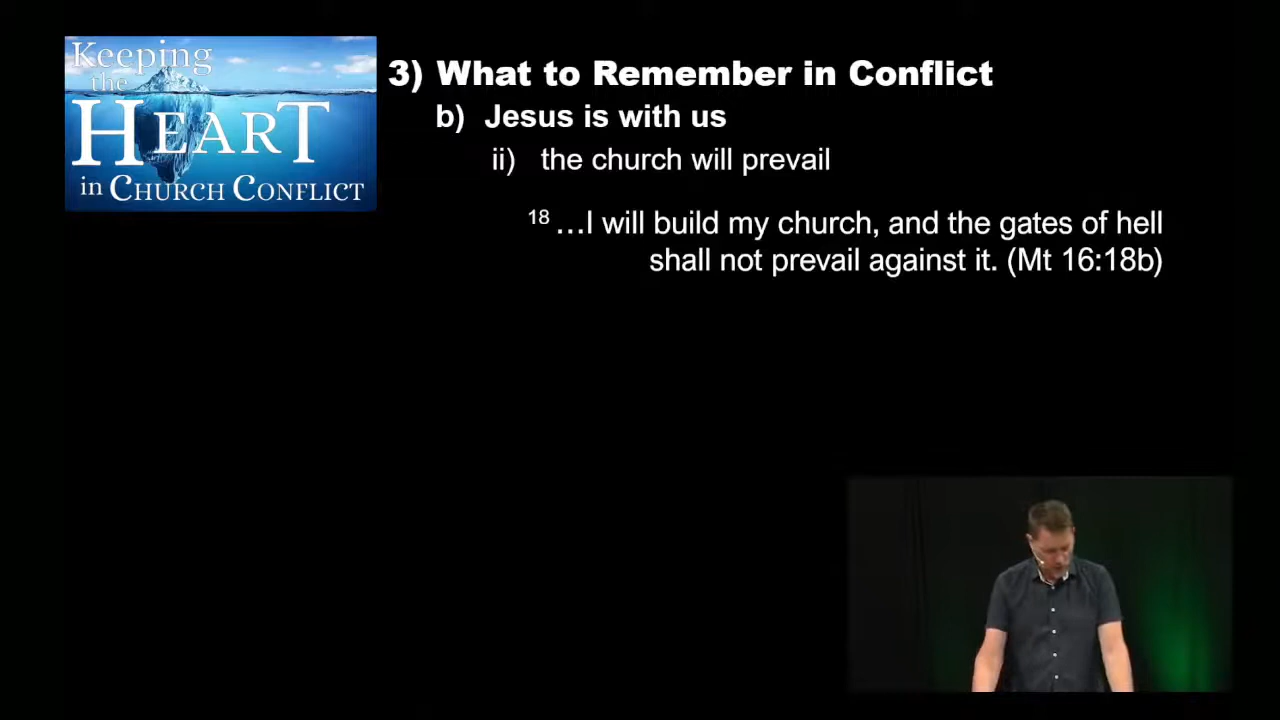 Keeping
the
HEART
in CHURCH CONFLICT
3) What to Remember in Conflict
b) Jesus is with us
ii) the church will prevail
18 …I will build my church, and the gates of hell
shall not prevail against it. (Mt 16:18b)